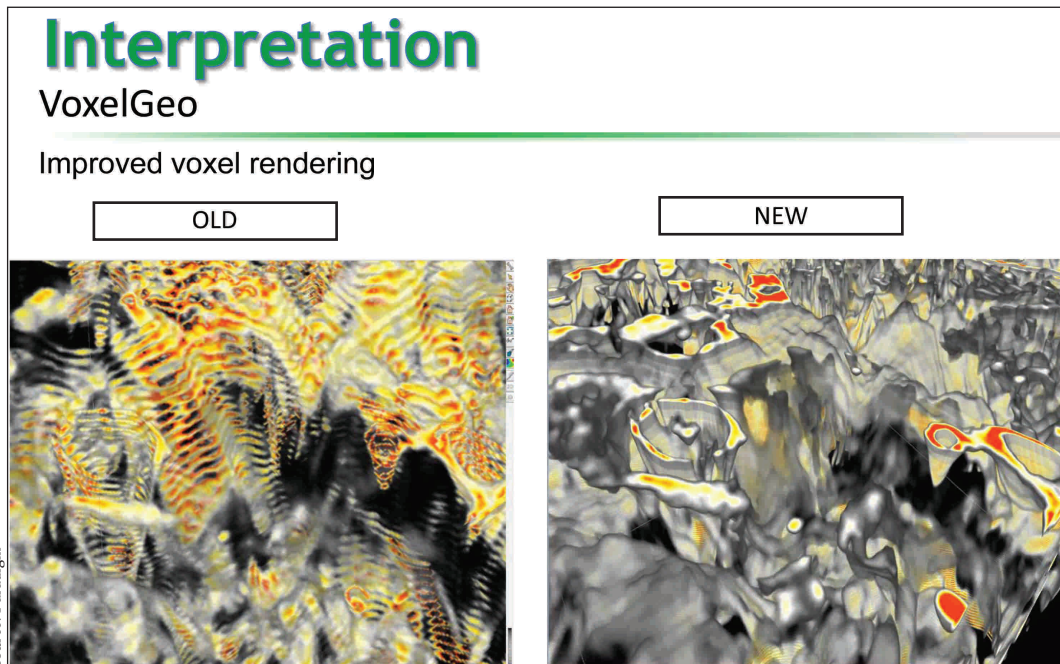 Interpretation
VoxelGeo
Improved voxel rendering
OLD
NEW